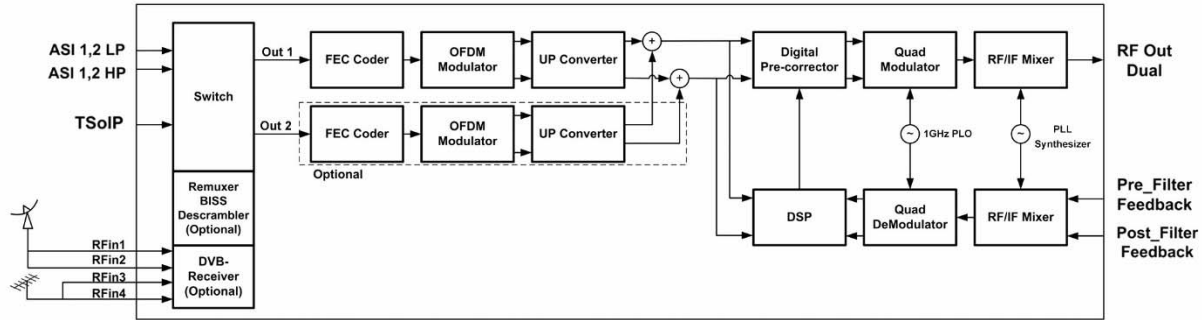 ASI 1,2 LP
ASI 1,2 HP
TSoIP
Switch
Out 1
Out 2
FEC Coder
OFDM
Modulator
UP Converter
+
+
Digital
Pre-corrector
Quad
Modulator
RF/IF Mixer
RF Out
Dual
FEC Coder
OFDM
Modulator
UP Converter
Optional
~
1GHz PLO
~
PLL
Synthesizer
Remuxer
BISS
Descrambler
(Optional)
DSP
Quad
DeModulator
RF/IF Mixer
Pre_Filter
Feedback
Post_Filter
Feedback
RFin1
RFin2
RFin3
RFin4
DVB-
Receiver
(Optional)